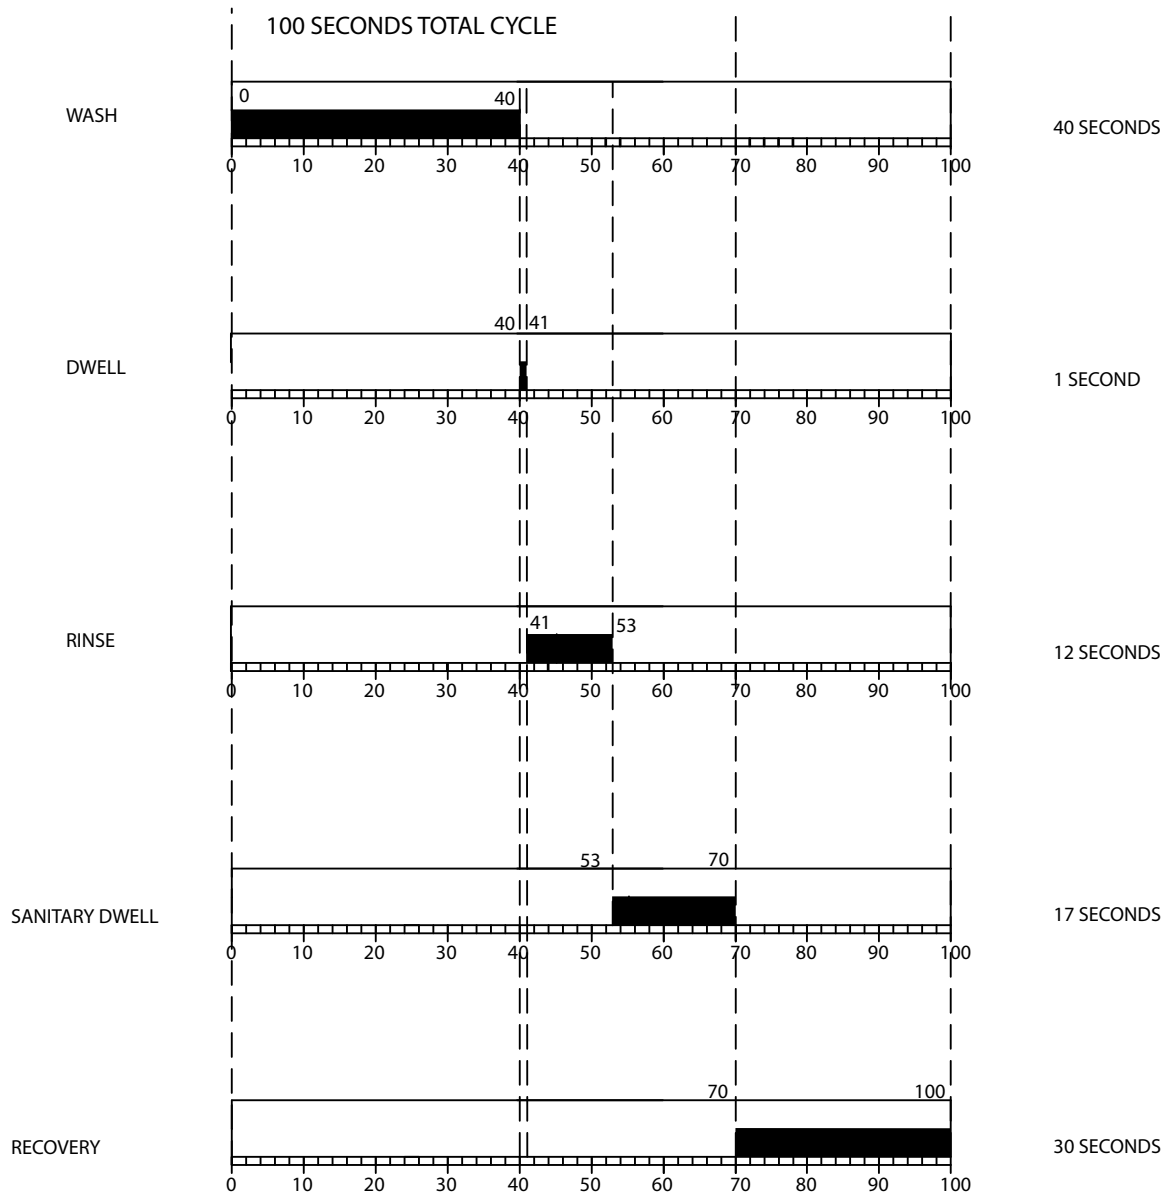 100 SECONDS TOTAL CYCLE
0 40
WASH 40 SECONDS
0 10 20 30 40 50 60 70 80 90 100
40 41
DWELL 1 SECOND
0 10 20 30 40 50 60 70 80 90 100
41 53
RINSE 12 SECONDS
0 10 20 30 40 50 60 70 80 90 100
53 70
SANITARY DWELL 17 SECONDS
0 10 20 30 40 50 60 70 80 90 100
70 100
RECOVERY 30 SECONDS
0 10 20 30 40 50 60 70 80 90 100